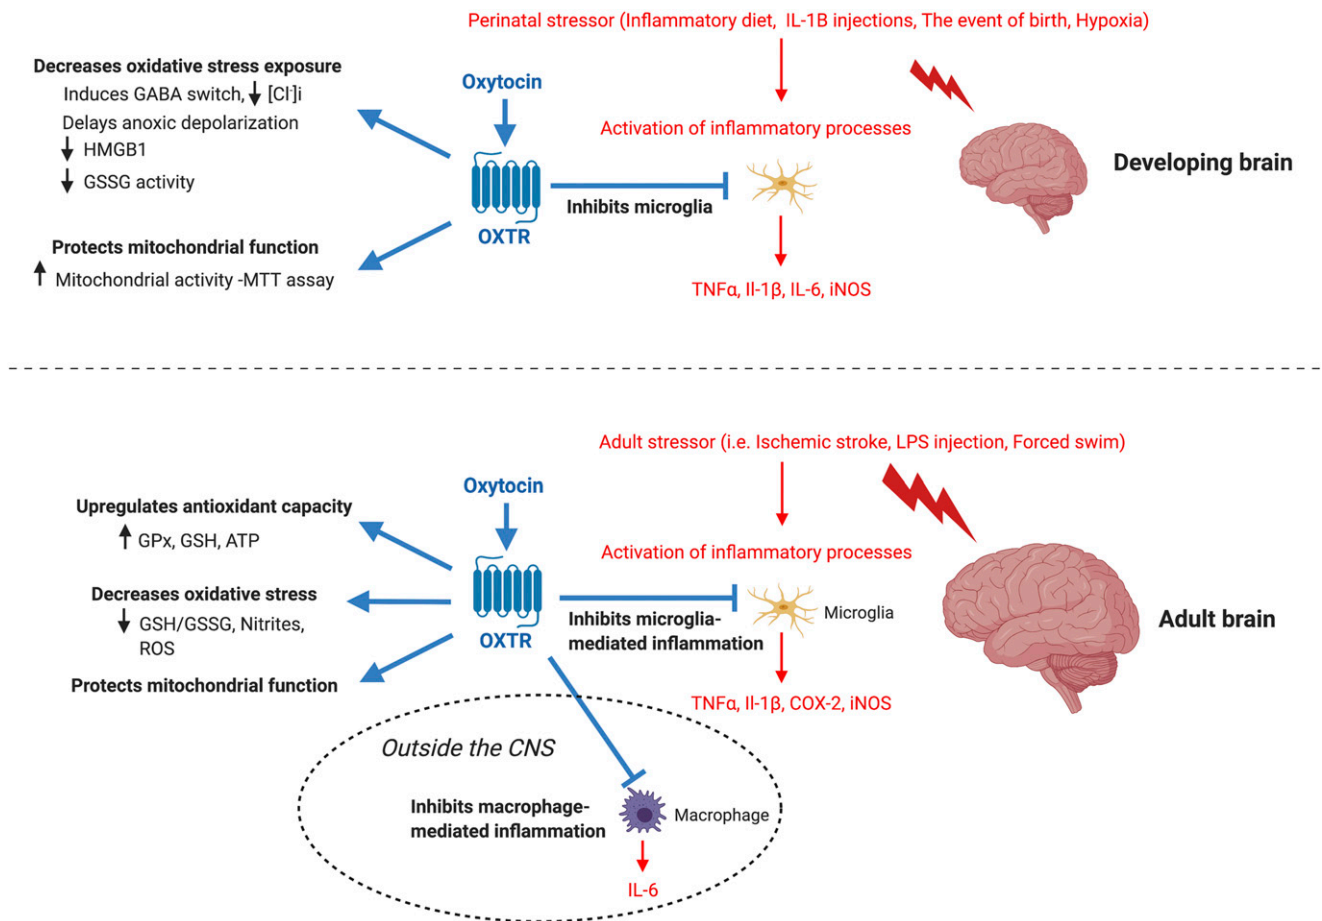 Perinatal stressor (Inflammatory diet, IL-1B injections, The event of birth, Hypoxia)
Decreases oxidative stress exposure
Induces GABA switch, ↓ [Cl-]i
Delays anoxic depolarization
↓ HMGB1
↓ GSSG activity
Oxytocin
OXTR
Activation of inflammatory processes
Inhibits microglia
Developing brain
Protects mitochondrial function
↑ Mitochondrial activity -MTT assay
TNFα, Il-1β, IL-6, iNOS
Adult stressor (i.e. Ischemic stroke, LPS injection, Forced swim)
Upregulates antioxidant capacity
↑ GPx, GSH, ATP
Oxytocin
OXTR
Activation of inflammatory processes
Decreases oxidative stress
↓ GSH/GSSG, Nitrites,
ROS
Inhibits microglia-
mediated inflammation
Microglia
Adult brain
Protects mitochondrial function
TNFα, Il-1β, COX-2, iNOS
Outside the CNS
Inhibits macrophage-
mediated inflammation
Macrophage
IL-6